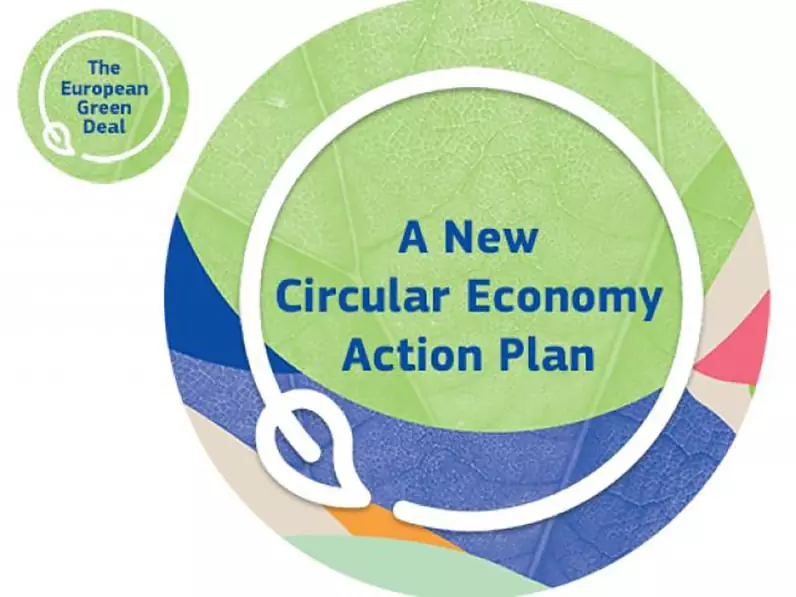 The
European
Green
Deal
A New
Circular Economy
Action Plan